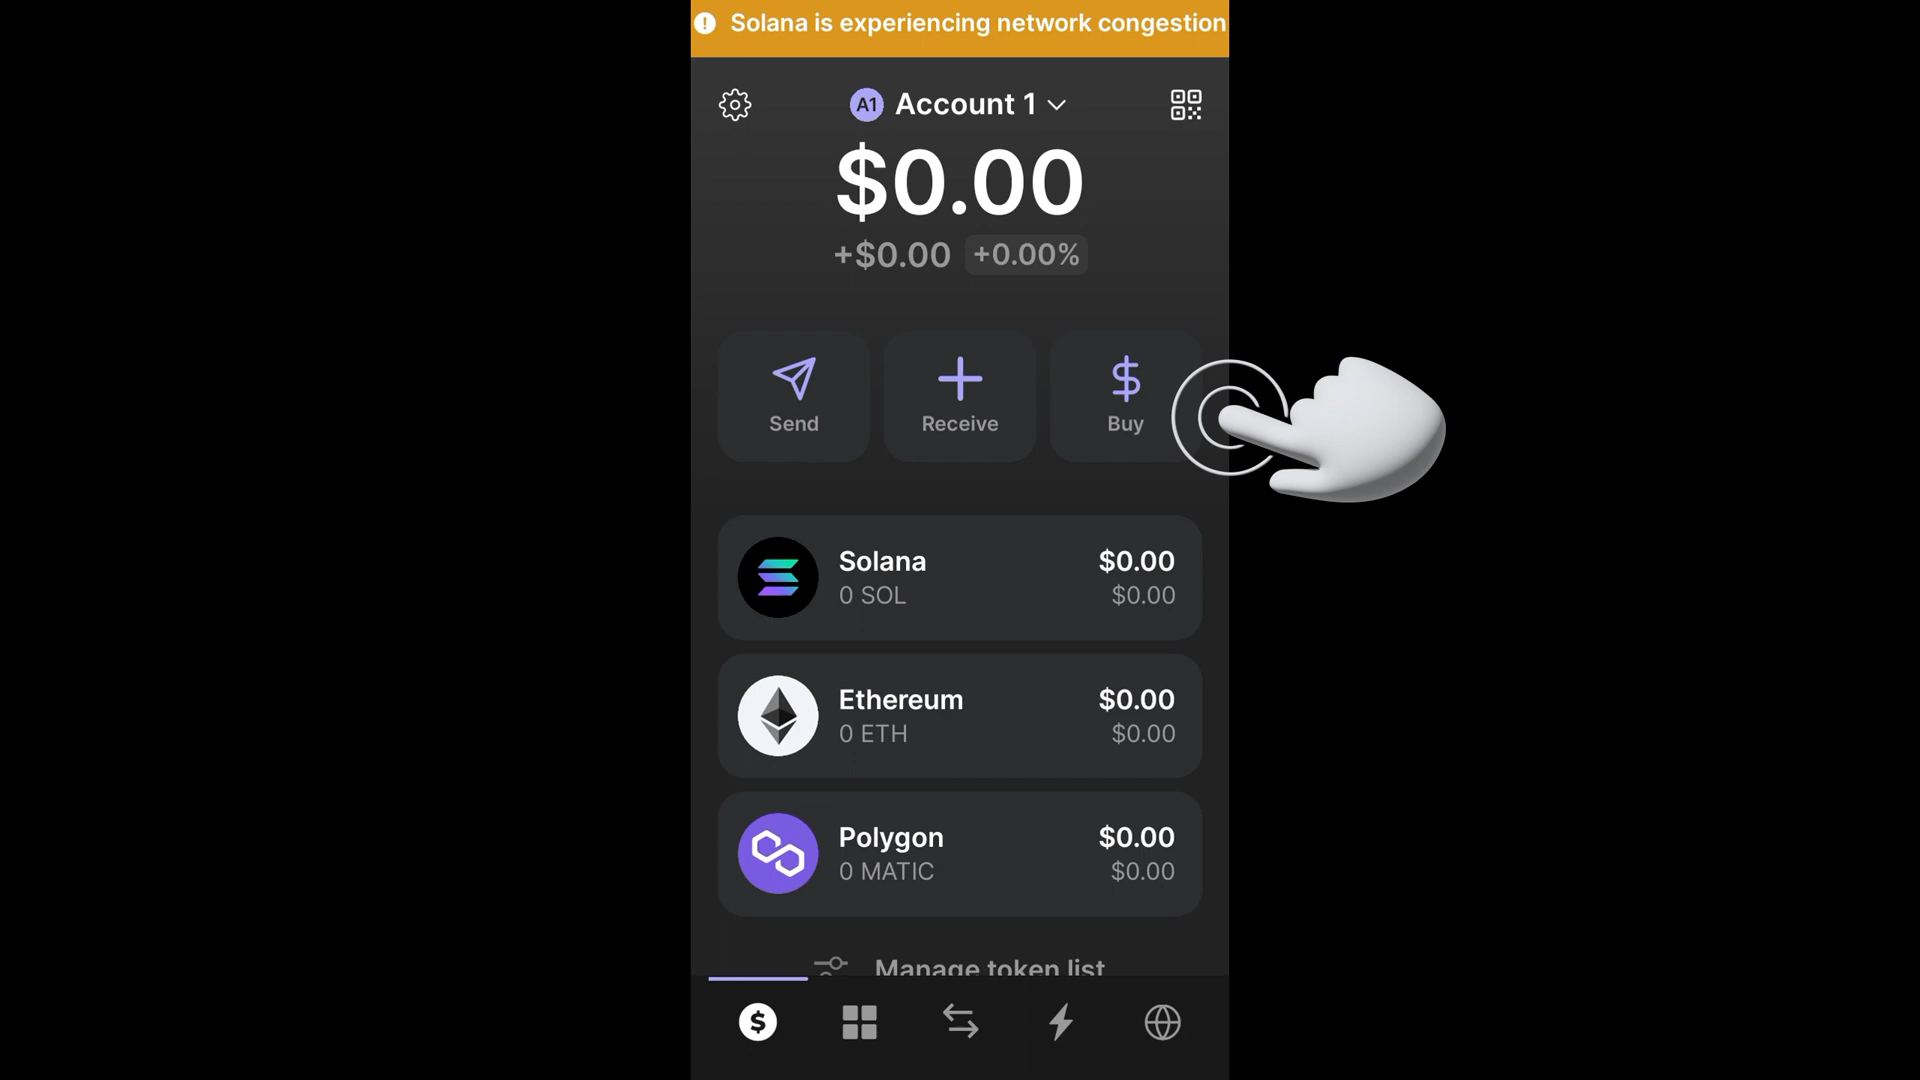 Solana is experiencing network congestion
A1 Account 1
$0.00
+$0.00 +0.00%
Send Receive Buy
Solana $0.00
0 SOL $0.00
Ethereum $0.00
0 ETH $0.00
Polygon $0.00
0 MATIC $0.00
Manage token list